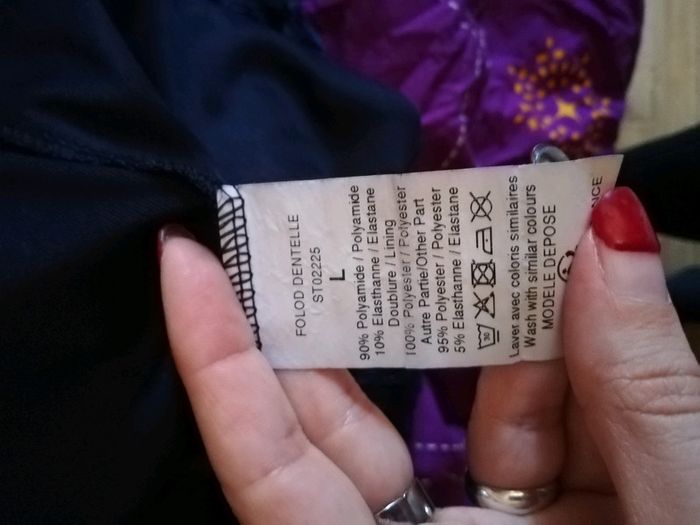 FOLOD DENTELLE
ST02225
L
90% Polyamide / Polyamide
10% Elasthanne / Elastane
Doublure / Lining
100% Polyester / Polyester
Autre Partie/Other Part
95% Polyester / Polyester
5% Elasthanne / Elastane
30
Laver avec coloris similaires
Wash with similar colours
MODELE DEPOSE